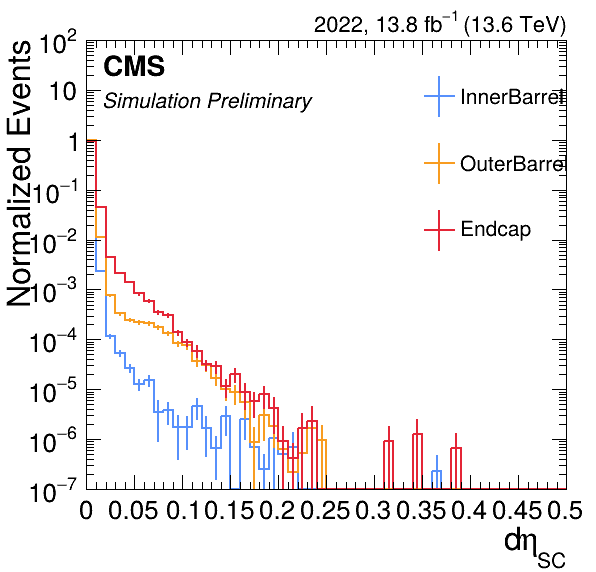 2022, 13.8 fb⁻¹ (13.6 TeV)
CMS
Simulation Preliminary
InnerBarrel
OuterBarrel
Endcap
Normalized Events
10²
10
1
10⁻¹
10⁻²
10⁻³
10⁻⁴
10⁻⁵
10⁻⁶
10⁻⁷
0 0.05 0.1 0.15 0.2 0.25 0.3 0.35 0.4 0.45 0.5
dη_SC